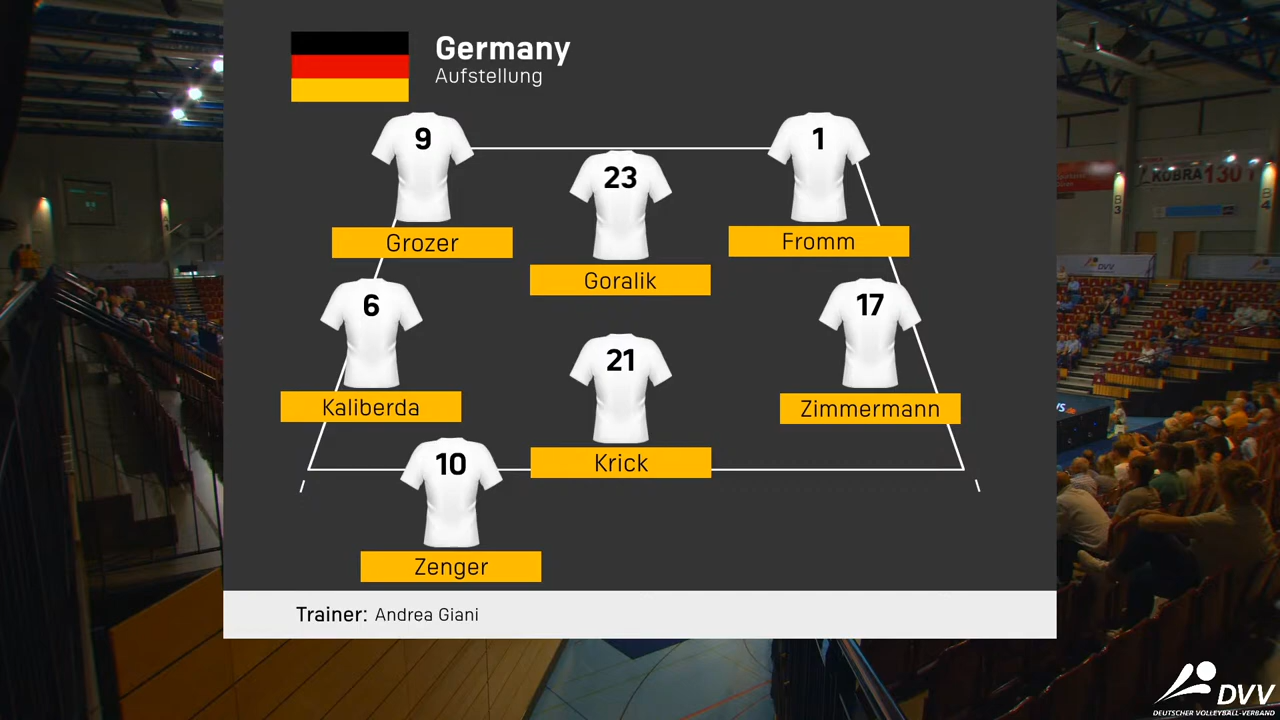 Germany
Aufstellung
9
1
23
Grozer
Fromm
Goralik
6
17
21
Kaliberda
Zimmermann
10
Krick
Zenger
Trainer: Andrea Giani
KOBRA 130
DVV
DVV
DEUTSCHER VOLLEYBALL-VERBAND